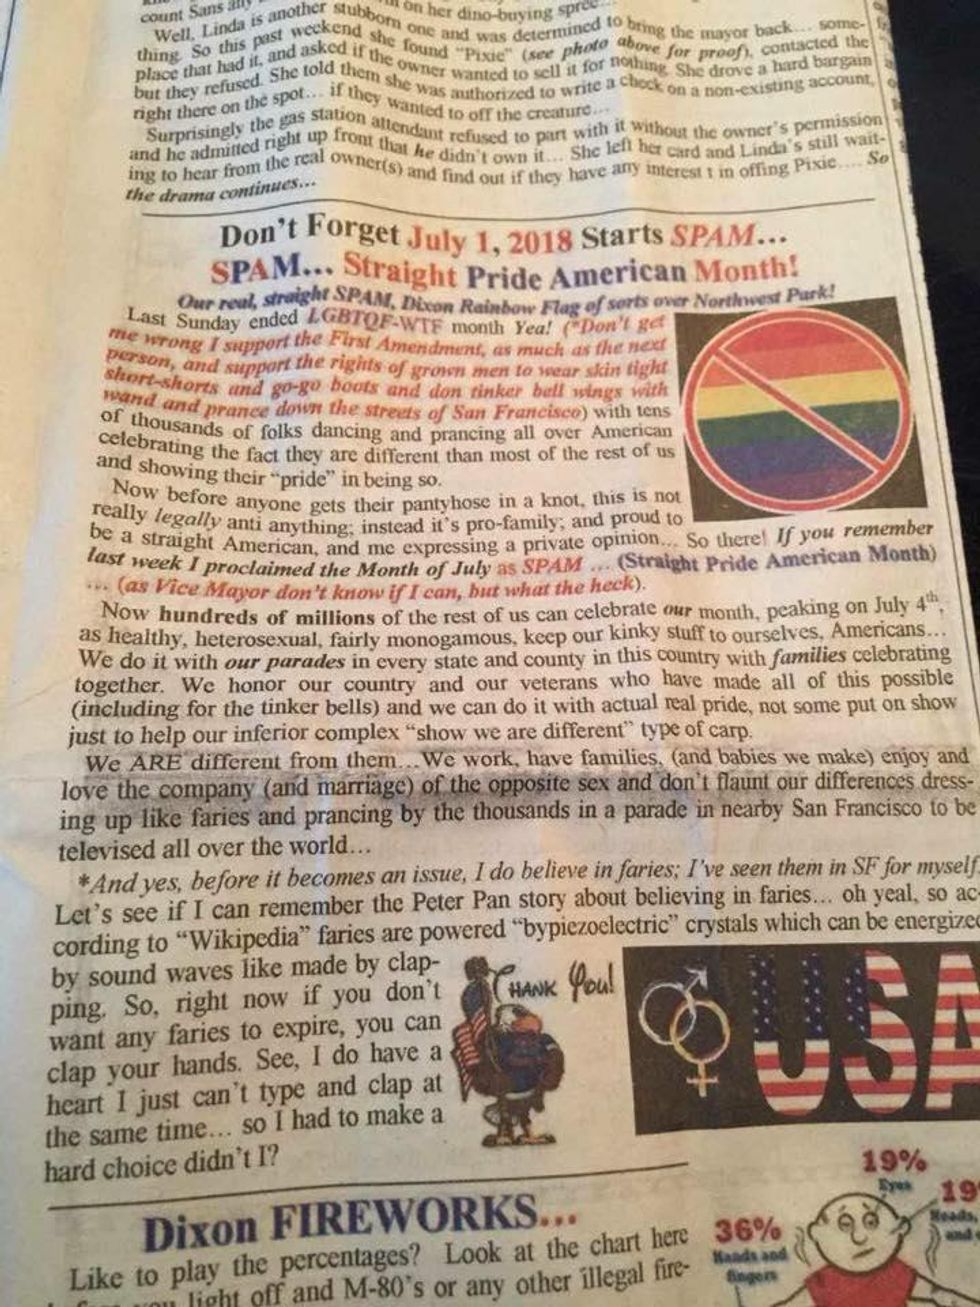 count Sans
on her dino-buying spree...
Well, Linda is another stubborn one and was determined to bring the mayor back... some-
thing. So this past weekend she found "Pixie" (see photo above for proof), contacted the
place that had it, and asked if the owner wanted to sell it for nothing. She drove a hard bargain
but they refused. She told them she was authorized to write a check on a non-existing account,
right there on the spot... if they wanted to off the creature...
Surprisingly the gas station attendant refused to part with it without the owner's permission
and he admitted right up front that he didn't own it... She left her card and Linda's still wait-
ing to hear from the real owner(s) and find out if they have any interest t in offing Pixie.... So
the drama continues...
Don't Forget July 1, 2018 Starts SPAM...
SPAM... Straight Pride American Month!
Our real, straight SPAM, Dixon Rainbow Flag of sorts over Northwest Park!
Last Sunday ended LGBTQF-WTF month Yea! (*Don't get
me wrong I support the First Amendment, as much as the next
person, and support the rights of grown men to wear skin tight
short-shorts and go-go boots and don tinker bell wings with
wand and prance down the streets of San Francisco) with tens
of thousands of folks dancing and prancing all over American
celebrating the fact they are different than most of the rest of us
and showing their "pride" in being so.
Now before anyone gets their pantyhose in a knot, this is not
really legally anti anything; instead it's pro-family; and proud to
be a straight American, and me expressing a private opinion... So there! If you remember
last week I proclaimed the Month of July as SPAM ... (Straight Pride American Month)
... (as Vice Mayor don't know if I can, but what the heck).
Now hundreds of millions of the rest of us can celebrate our month, peaking on July 4th,
as healthy, heterosexual, fairly monogamous, keep our kinky stuff to ourselves, Americans...
We do it with our parades in every state and county in this country with families celebrating
together. We honor our country and our veterans who have made all of this possible
(including for the tinker bells) and we can do it with actual real pride, not some put on show
just to help our inferior complex "show we are different" type of carp.
We ARE different from them...We work, have families, (and babies we make) enjoy and
love the company (and marriage) of the opposite sex and don't flaunt our differences dress-
ing up like faries and prancing by the thousands in a parade in nearby San Francisco to be
televised all over the world...
*And yes, before it becomes an issue, I do believe in faries; I've seen them in SF for myself.
Let's see if I can remember the Peter Pan story about believing in faries... oh yeal, so ac-
cording to "Wikipedia" faries are powered "bypiezoelectric" crystals which can be energized
by sound waves like made by clap-
ping. So, right now if you don't
want any faries to expire, you can
clap your hands. See, I do have a
heart I just can't type and clap at
the same time... so I had to make a
hard choice didn't I?
THANK You!
USA
Dixon FIREWORKS...
Like to play the percentages? Look at the chart here
you light off and M-80's or any other illegal fire-
19%
Eyes
19
Heads,
and
36%
Hands and
fingers